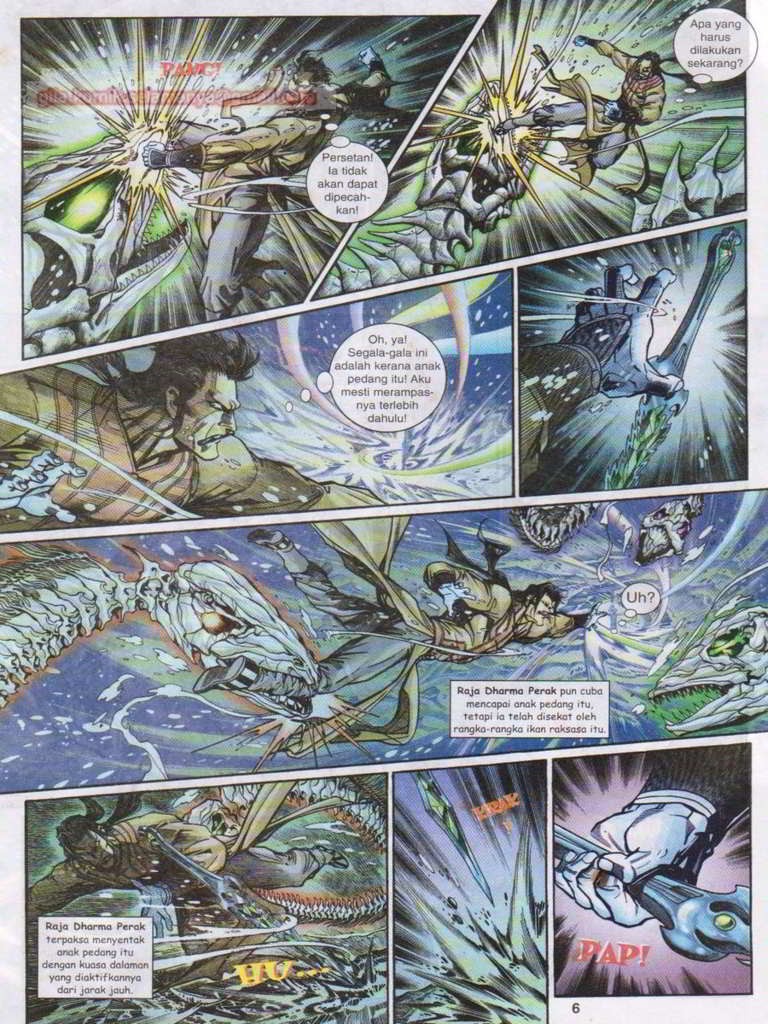 PANG!
Persetan!
Ia tidak
akan dapat
dipecah-
kan!
Apa yang
harus
dilakukan
sekarang?
Oh, ya!
Segala-gala ini
adalah kerana anak
pedang itu! Aku
mesti merampas-
nya terlebih
dahulu!
Uh?
Raja Dharma Perak pun cuba
mencapai anak pedang itu,
tetapi ia telah disekat oleh
rangka-rangka ikan raksasa itu.
Raja Dharma Perak
terpaksa menyentak
anak pedang itu
dengan kuasa dalaman
yang diaktifkannya
dari jarak jauh.
HU...
KRAK
!
PAP!
6